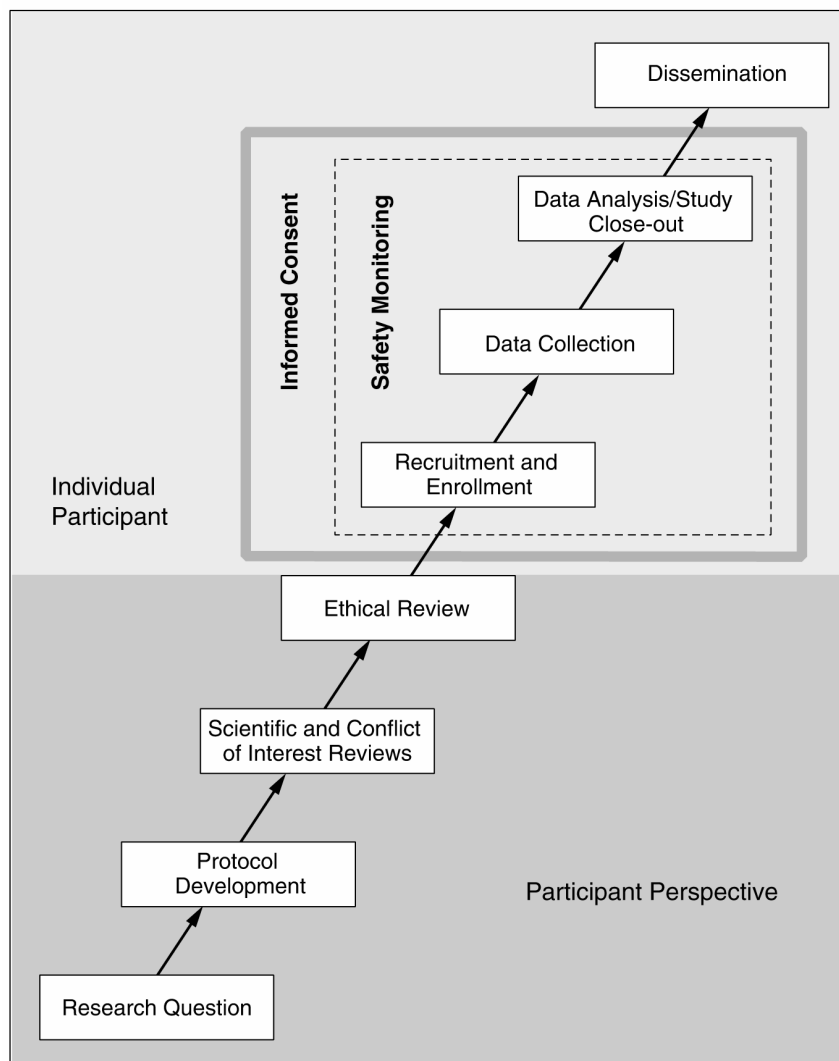 Dissemination
Data Analysis/Study
Close-out
Informed Consent
Safety Monitoring
Data Collection
Recruitment and
Enrollment
Individual
Participant
Ethical Review
Scientific and Conflict
of Interest Reviews
Protocol
Development
Participant Perspective
Research Question